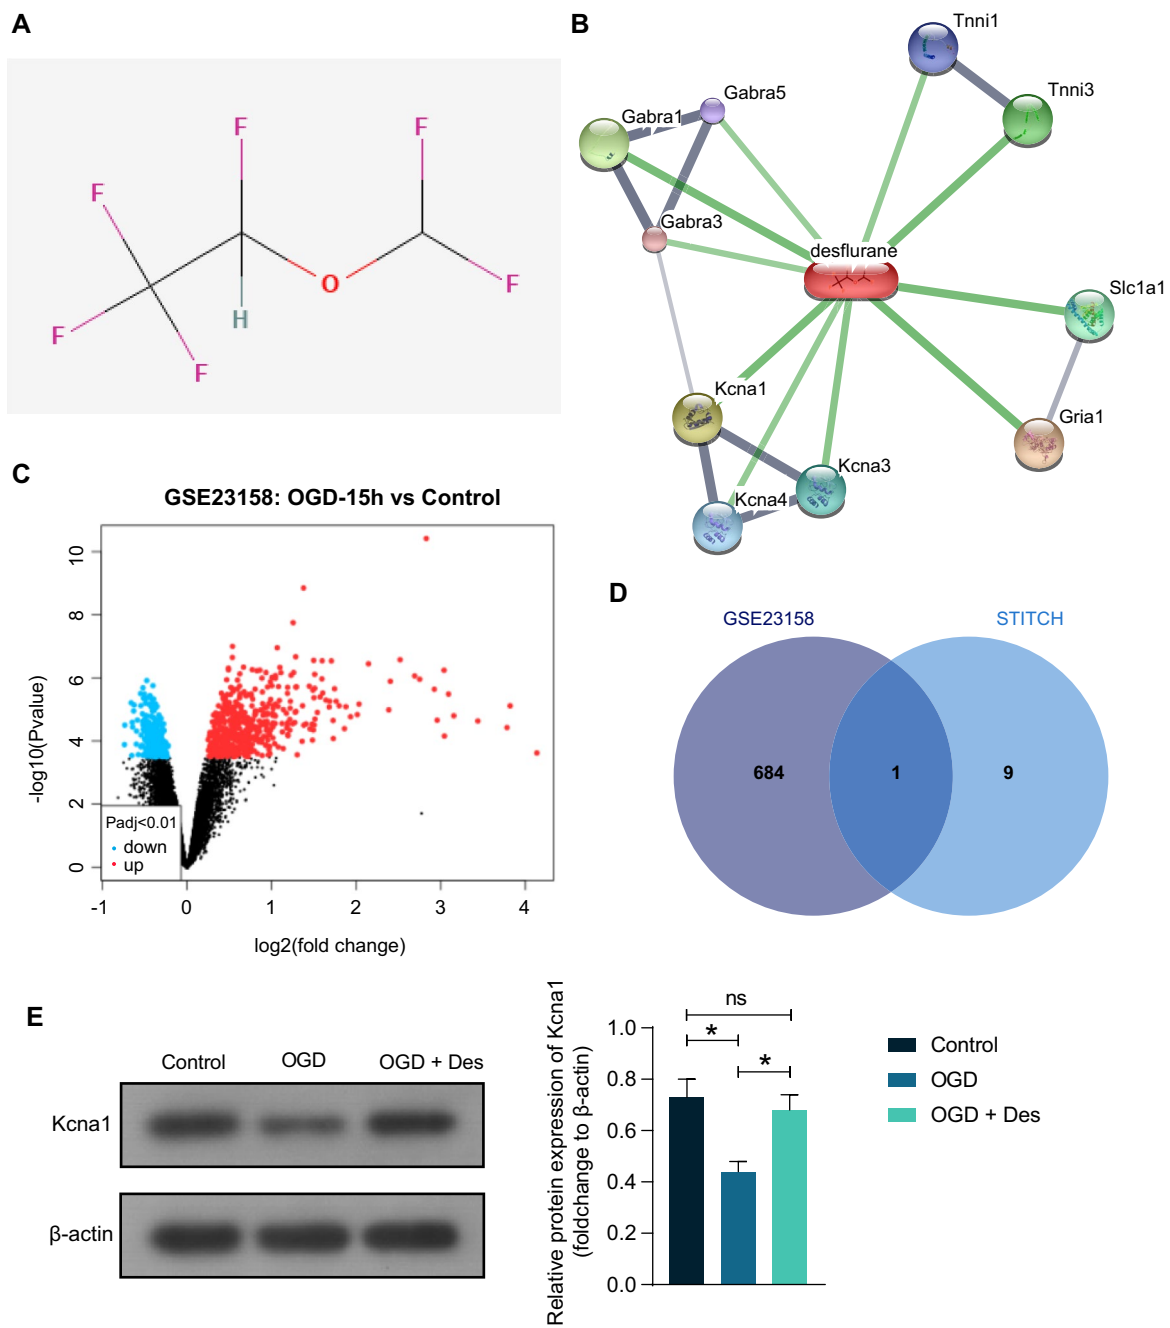 A
F
F
F
F
O
F
H
F
B
Tnni1
Tnni3
Gabra5
Gabra1
Gabra3
desflurane
Slc1a1
Kcna1
Gria1
Kcna3
Kcna4
C
GSE23158: OGD-15h vs Control
-log10(Pvalue)
10
8
6
4
2
0
Padj<0.01
down
up
-1 0 1 2 3 4
log2(fold change)
D
GSE23158 STITCH
684 1 9
E
Control OGD OGD + Des
Kcna1
β-actin
Relative protein expression of Kcna1
(foldchange to β-actin)
1.0
0.8
0.6
0.4
0.2
0.0
ns
*
*
Control
OGD
OGD + Des